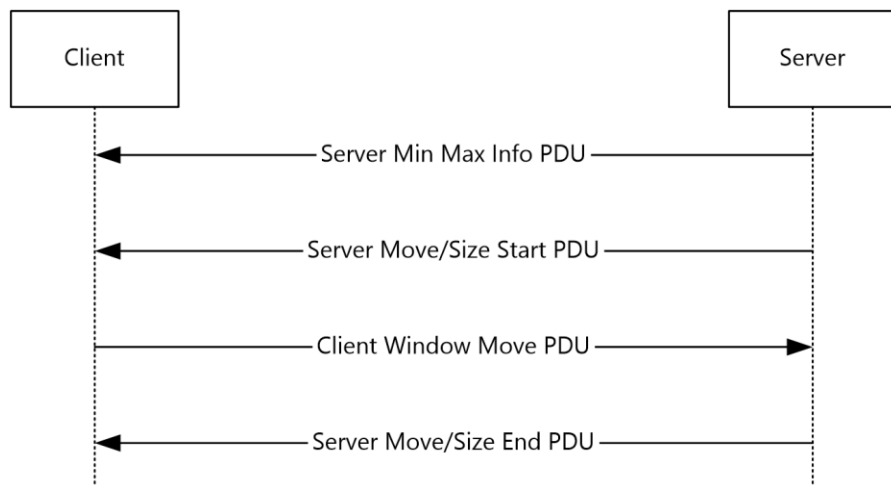 Client
Server
Server Min Max Info PDU
Server Move/Size Start PDU
Client Window Move PDU
Server Move/Size End PDU